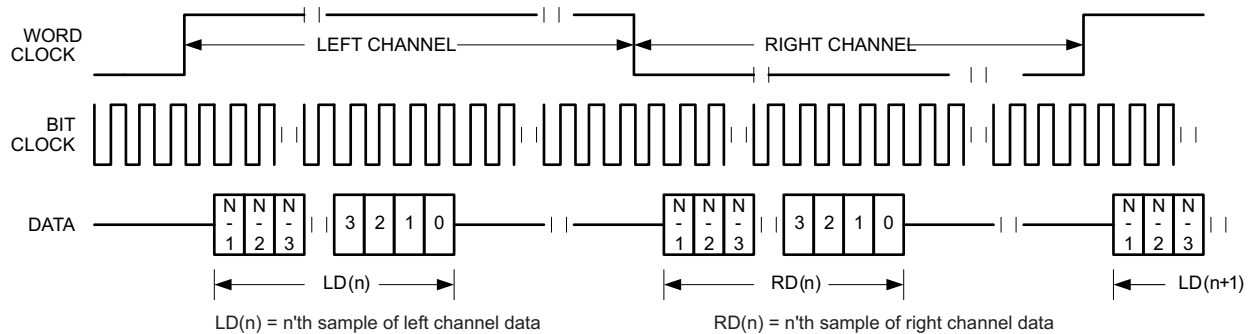 WORD
CLOCK
LEFT CHANNEL
RIGHT CHANNEL
BIT
CLOCK
DATA
N
-
1
N
-
2
N
-
3
3 2 1 0
N
-
1
N
-
2
N
-
3
3 2 1 0
N
-
1
N
-
2
N
-
3
LD(n)
RD(n)
LD(n+1)
LD(n) = n'th sample of left channel data
RD(n) = n'th sample of right channel data